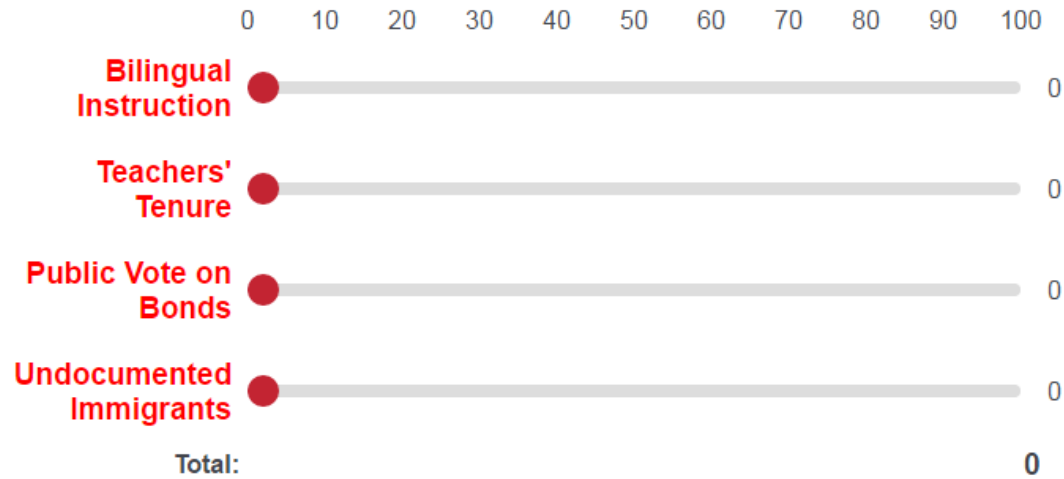 0 10 20 30 40 50 60 70 80 90 100
Bilingual
Instruction
0
Teachers'
Tenure
0
Public Vote on
Bonds
0
Undocumented
Immigrants
0
Total: 0